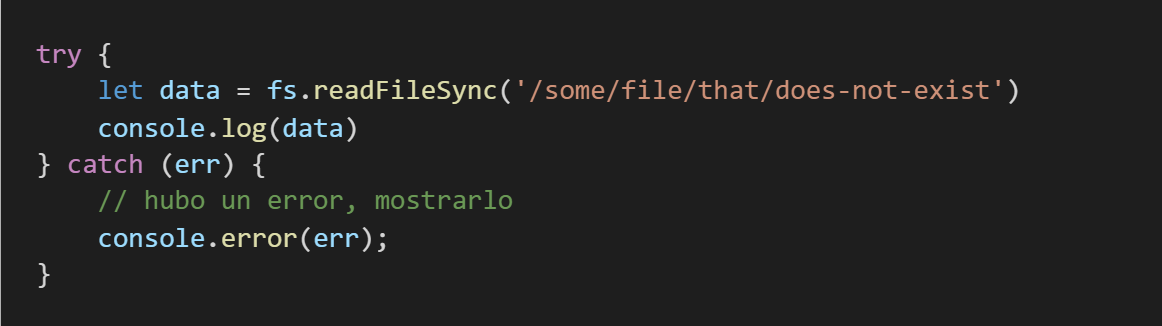 try {
    let data = fs.readFileSync('/some/file/that/does-not-exist')
    console.log(data)
} catch (err) {
    // hubo un error, mostrarlo
    console.error(err);
}